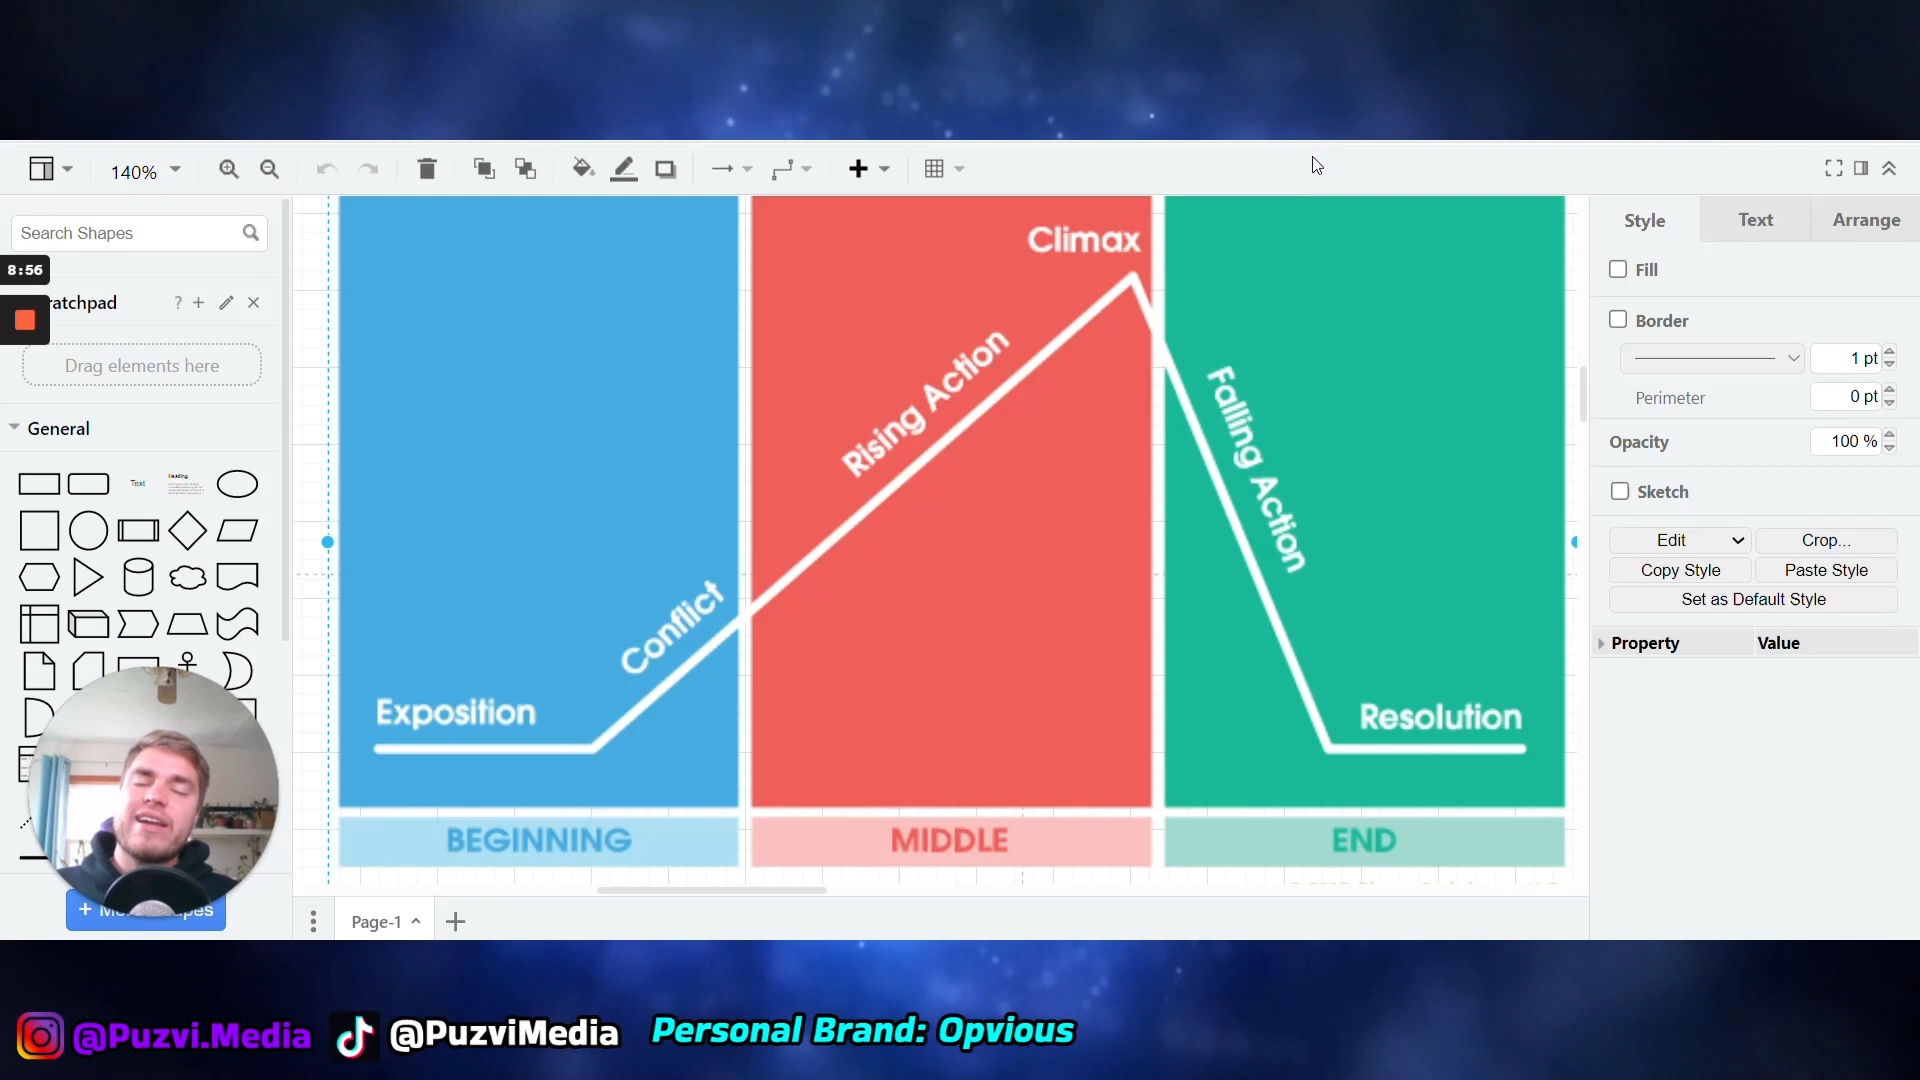 140%
Search Shapes
8:56
ratchpad
?
Drag elements here
General
Text
Heading
Climax
Rising Action
Falling Action
Conflict
Exposition
Resolution
BEGINNING
MIDDLE
END
Page-1
Style
Text
Arrange
Fill
Border
1 pt
Perimeter
0 pt
Opacity
100 %
Sketch
Edit
Crop...
Copy Style
Paste Style
Set as Default Style
Property
Value
@Puzvi.Media
@PuzviMedia
Personal Brand: Opvious